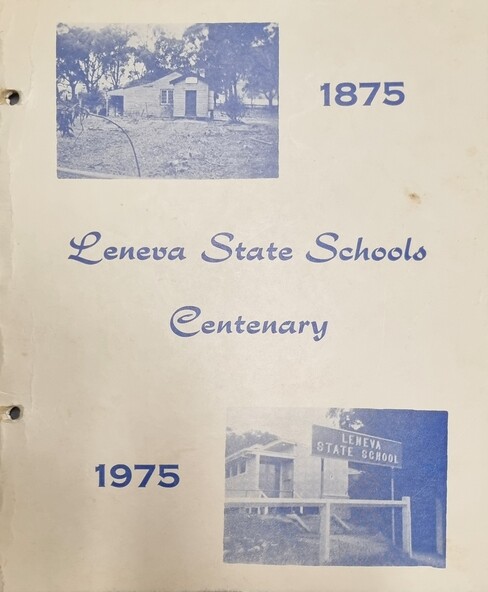 1875
Leneva State Schools
Centenary
1975
LENEVA
STATE SCHOOL